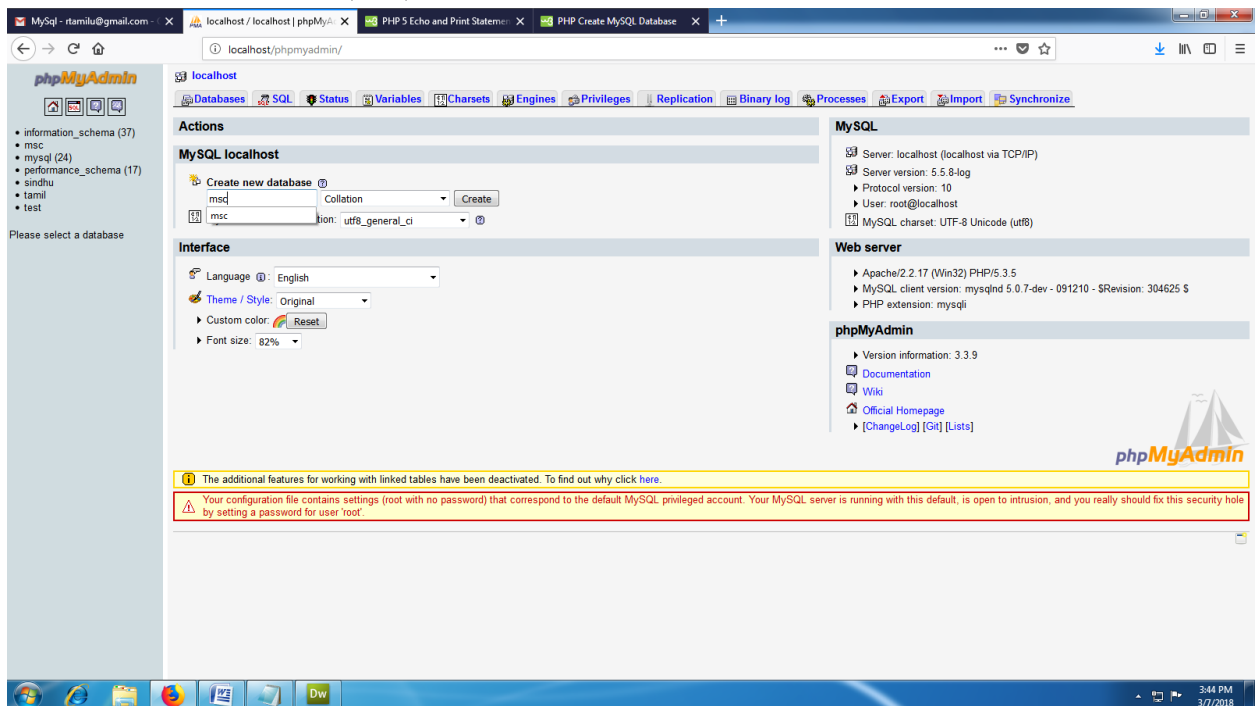 MySql - rtamilu@gmail.com - (
localhost / localhost | phpMyA
PHP 5 Echo and Print Statemen
PHP Create MySQL Database
localhost/phpmyadmin/
phpMyAdmin
SQL
information_schema (37)
msc
mysql (24)
performance_schema (17)
sindhu
tamil
test
Please select a database
localhost
Databases SQL Status Variables Charsets Engines Privileges Replication Binary log Processes Export Import Synchronize
Actions
MySQL localhost
Create new database
msc Collation Create
msc
tion: utf8_general_ci
Interface
Language : English
Theme / Style: Original
Custom color: Reset
Font size: 82%
MySQL
Server: localhost (localhost via TCP/IP)
Server version: 5.5.8-log
Protocol version: 10
User: root@localhost
MySQL charset: UTF-8 Unicode (utf8)
Web server
Apache/2.2.17 (Win32) PHP/5.3.5
MySQL client version: mysqlnd 5.0.7-dev - 091210 - $Revision: 304625 $
PHP extension: mysqli
phpMyAdmin
Version information: 3.3.9
Documentation
Wiki
Official Homepage
[ChangeLog] [Git] [Lists]
phpMyAdmin
The additional features for working with linked tables have been deactivated. To find out why click here.
Your configuration file contains settings (root with no password) that correspond to the default MySQL privileged account. Your MySQL server is running with this default, is open to intrusion, and you really should fix this security hole
by setting a password for user 'root'.
Dw
3:44 PM
3/7/2018